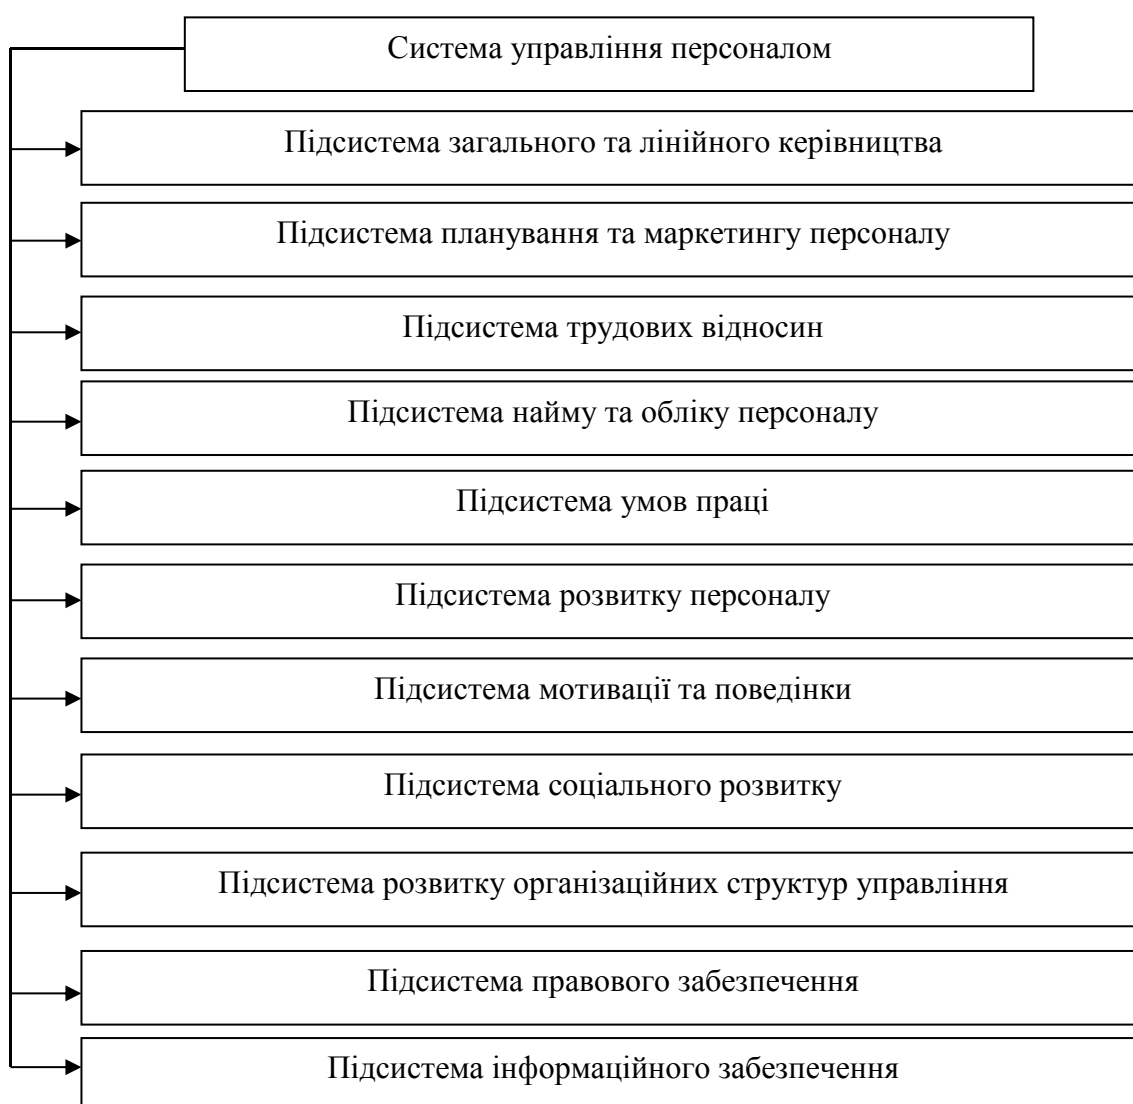 Система управління персоналом
Підсистема загального та лінійного керівництва
Підсистема планування та маркетингу персоналу
Підсистема трудових відносин
Підсистема найму та обліку персоналу
Підсистема умов праці
Підсистема розвитку персоналу
Підсистема мотивації та поведінки
Підсистема соціального розвитку
Підсистема розвитку організаційних структур управління
Підсистема правового забезпечення
Підсистема інформаційного забезпечення